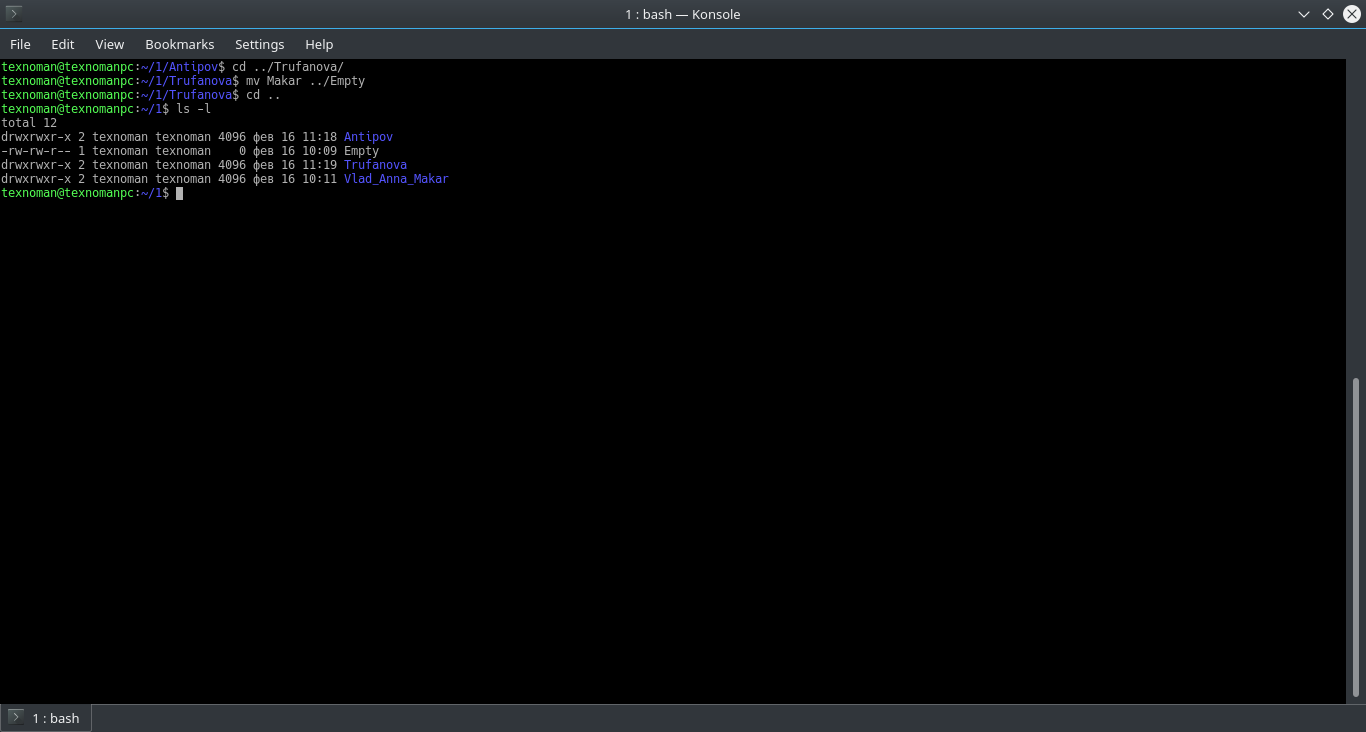 1 : bash — Konsole
File Edit View Bookmarks Settings Help
texnoman@texnomanpc:~/1/Antipov$ cd ../Trufanova/
texnoman@texnomanpc:~/1/Trufanova$ mv Makar ../Empty
texnoman@texnomanpc:~/1/Trufanova$ cd ..
texnoman@texnomanpc:~/1$ ls -l
total 12
drwxrwxr-x 2 texnoman texnoman 4096 фев 16 11:18 Antipov
-rw-rw-r-- 1 texnoman texnoman    0 фев 16 10:09 Empty
drwxrwxr-x 2 texnoman texnoman 4096 фев 16 11:19 Trufanova
drwxrwxr-x 2 texnoman texnoman 4096 фев 16 10:11 Vlad_Anna_Makar
texnoman@texnomanpc:~/1$
1 : bash